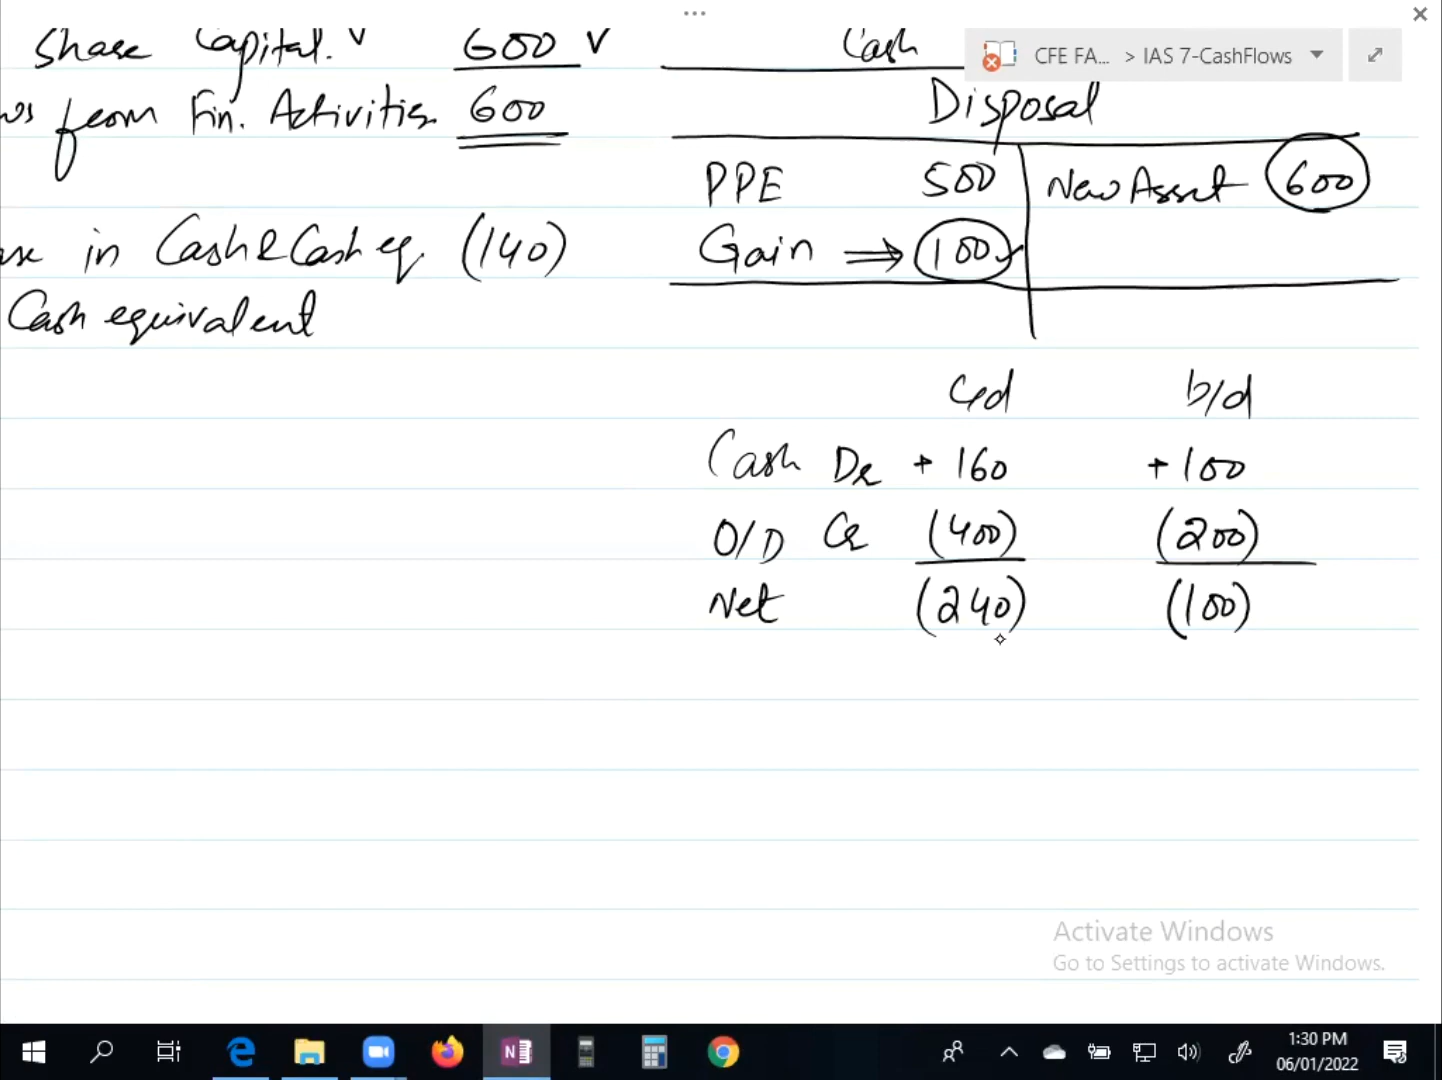 Share Capital. v 600 v
ws from Fin. Activities. 600
ase in Cash & Cash eq. (140)
Cash equivalent
Cash
CFE FA... > IAS 7-CashFlows
Disposal
PPE 500 New Asset 600
Gain ⇒ 100
c/d b/d
Cash Dr + 160 + 100
O/D Cr (400) (200)
Net (240) (100)
Activate Windows
Go to Settings to activate Windows.
1:30 PM
06/01/2022